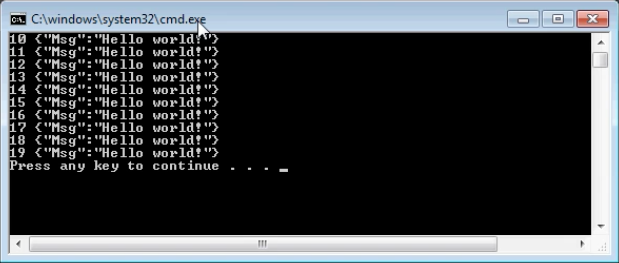 C:\windows\system32\cmd.exe
10 {"Msg":"Hello world!"}
11 {"Msg":"Hello world!"}
12 {"Msg":"Hello world!"}
13 {"Msg":"Hello world!"}
14 {"Msg":"Hello world!"}
15 {"Msg":"Hello world!"}
16 {"Msg":"Hello world!"}
17 {"Msg":"Hello world!"}
18 {"Msg":"Hello world!"}
19 {"Msg":"Hello world!"}
Press any key to continue . . . _